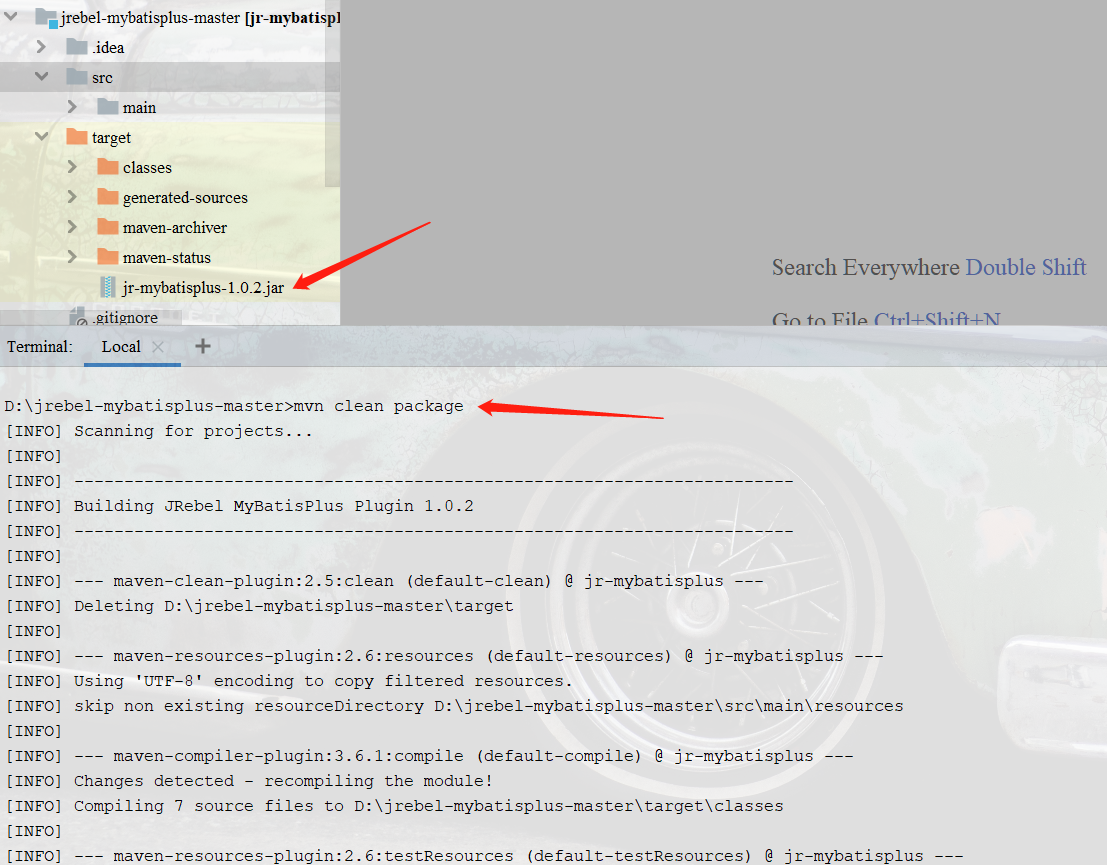 jrebel-mybatisplus-master [jr-mybatispl
.idea
src
main
target
classes
generated-sources
maven-archiver
maven-status
jr-mybatisplus-1.0.2.jar
.gitignore
Search Everywhere Double Shift
Go to File Ctrl+Shift+N
Terminal: Local
D:\jrebel-mybatisplus-master>mvn clean package
[INFO] Scanning for projects...
[INFO]
[INFO] ------------------------------------------------------------------------
[INFO] Building JRebel MyBatisPlus Plugin 1.0.2
[INFO] ------------------------------------------------------------------------
[INFO]
[INFO] --- maven-clean-plugin:2.5:clean (default-clean) @ jr-mybatisplus ---
[INFO] Deleting D:\jrebel-mybatisplus-master\target
[INFO]
[INFO] --- maven-resources-plugin:2.6:resources (default-resources) @ jr-mybatisplus ---
[INFO] Using 'UTF-8' encoding to copy filtered resources.
[INFO] skip non existing resourceDirectory D:\jrebel-mybatisplus-master\src\main\resources
[INFO]
[INFO] --- maven-compiler-plugin:3.6.1:compile (default-compile) @ jr-mybatisplus ---
[INFO] Changes detected - recompiling the module!
[INFO] Compiling 7 source files to D:\jrebel-mybatisplus-master\target\classes
[INFO]
[INFO] --- maven-resources-plugin:2.6:testResources (default-testResources) @ jr-mybatisplus ---